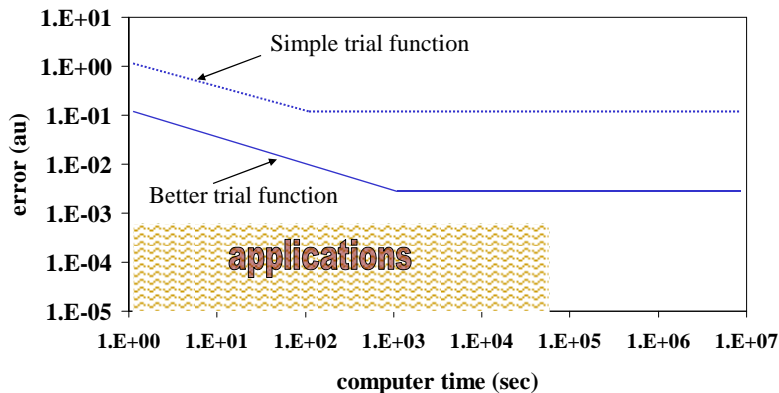 1.E+01
Simple trial function
1.E+00
1.E-01
error (au)
1.E-02
Better trial function
1.E-03
applications
1.E-04
1.E-05
1.E+00 1.E+01 1.E+02 1.E+03 1.E+04 1.E+05 1.E+06 1.E+07
computer time (sec)